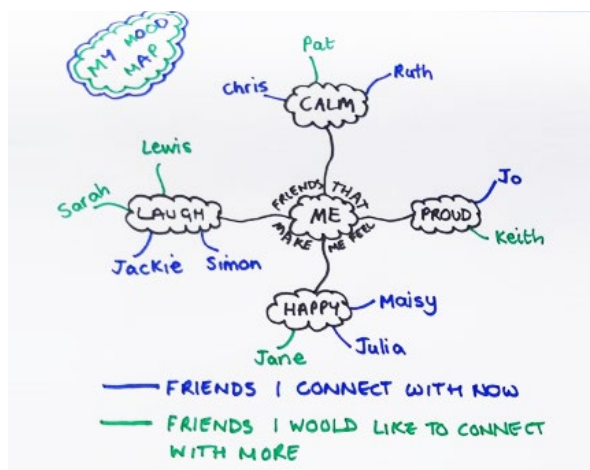 MY MOOD
MAP
Pat
Chris
Ruth
CALM
Lewis
Sarah
LAUGH
Jackie
Simon
FRIENDS THAT
ME
MAKE ME FEEL
Jo
PROUD
Keith
HAPPY
Maisy
Jane
Julia
FRIENDS I CONNECT WITH NOW
FRIENDS I WOULD LIKE TO CONNECT
WITH MORE